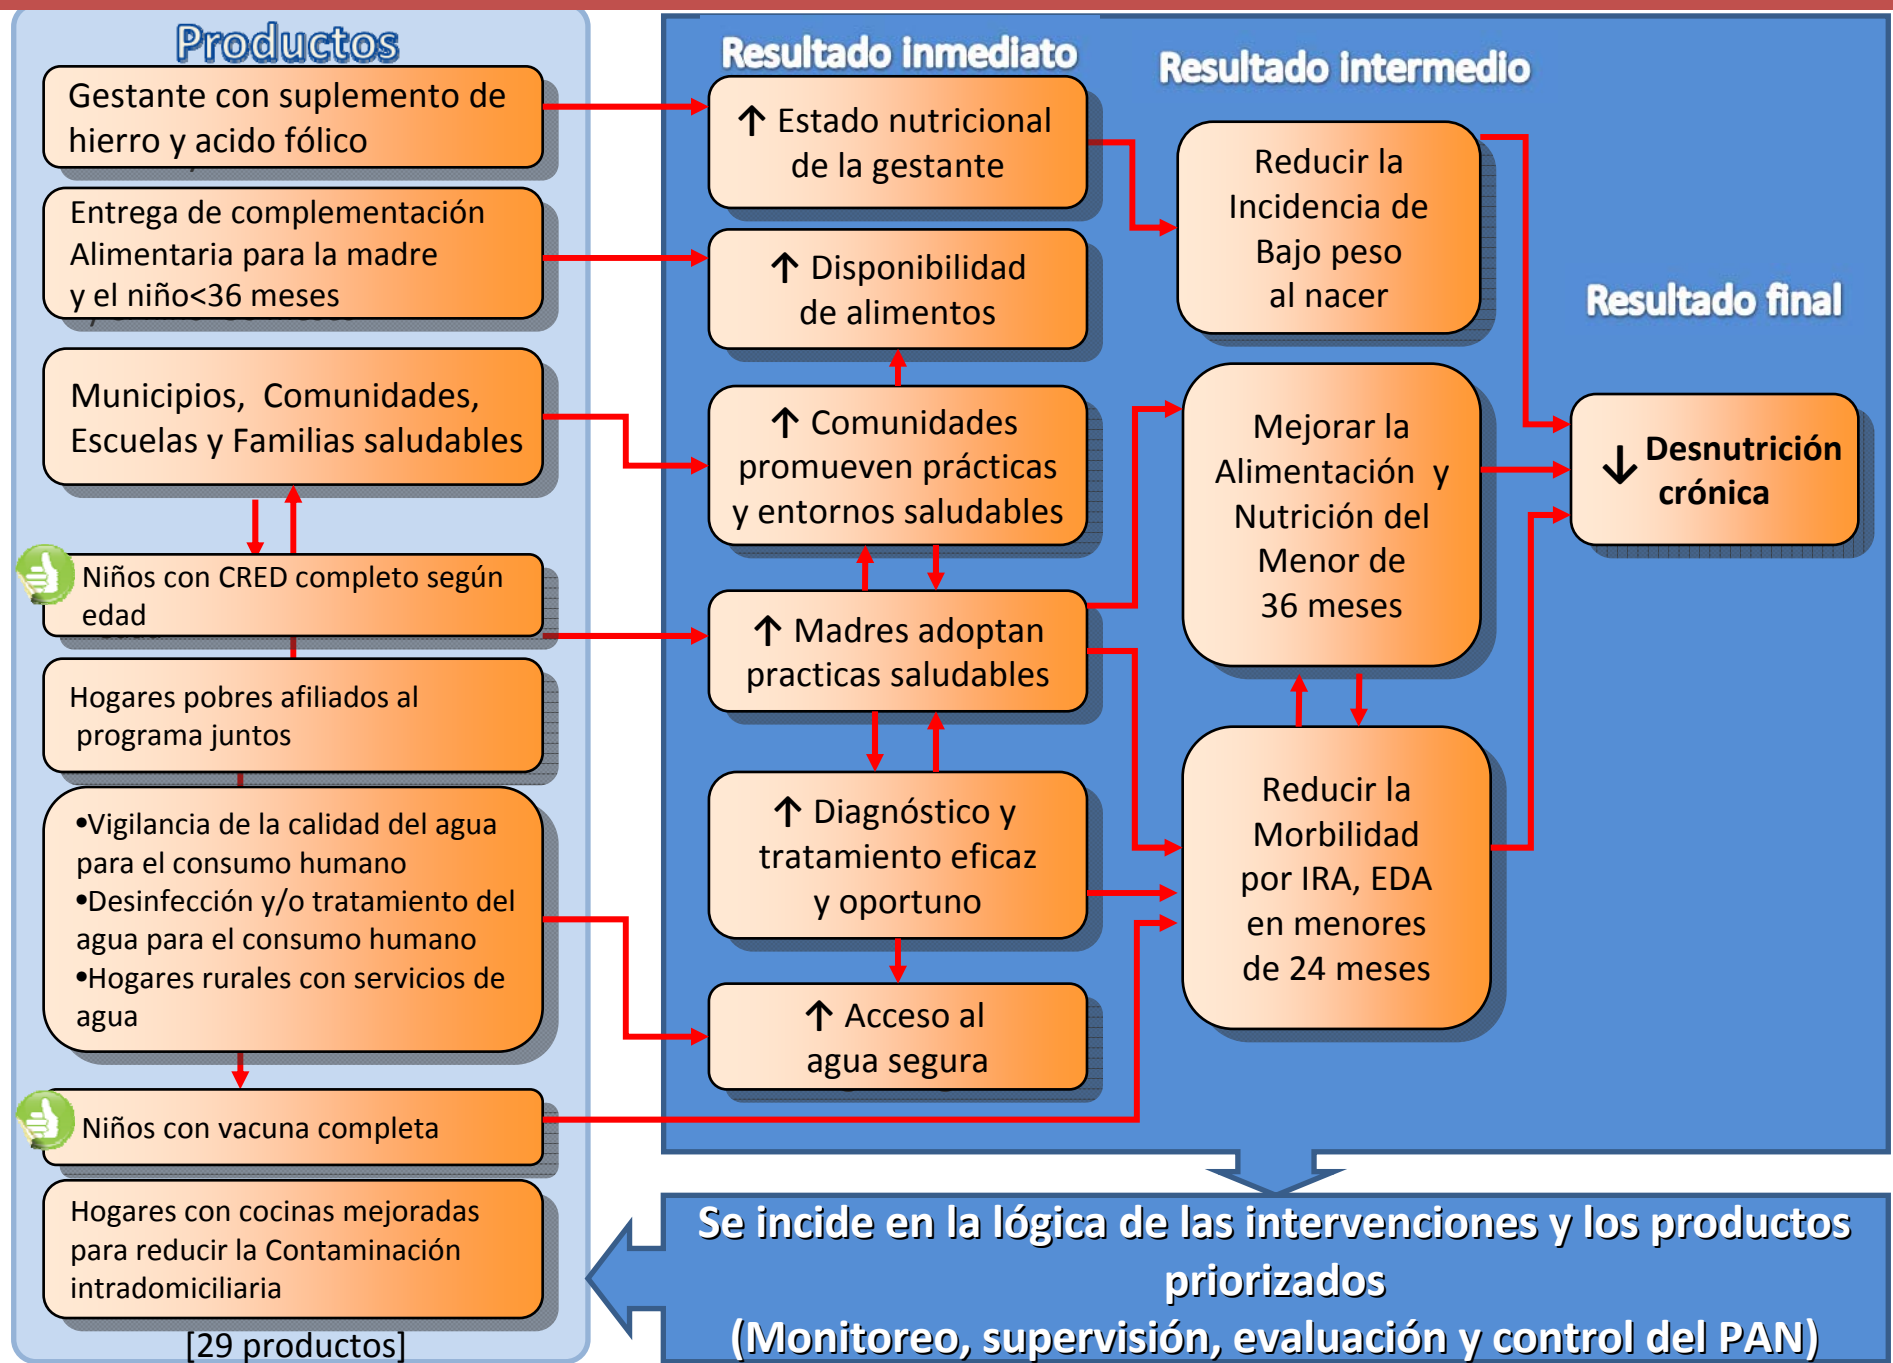 Productos
Gestante con suplemento de
hierro y acido fólico
Entrega de complementación
Alimentaria para la madre
y el niño<36 meses
Municipios, Comunidades,
Escuelas y Familias saludables
Niños con CRED completo según
edad
Hogares pobres afiliados al
programa juntos
•Vigilancia de la calidad del agua
para el consumo humano
•Desinfección y/o tratamiento del
agua para el consumo humano
•Hogares rurales con servicios de
agua
Niños con vacuna completa
Hogares con cocinas mejoradas
para reducir la Contaminación
intradomiciliaria
[29 productos]
Resultado inmediato
↑ Estado nutricional
de la gestante
↑ Disponibilidad
de alimentos
↑ Comunidades
promueven prácticas
y entornos saludables
↑ Madres adoptan
practicas saludables
↑ Diagnóstico y
tratamiento eficaz
y oportuno
↑ Acceso al
agua segura
Resultado intermedio
Reducir la
Incidencia de
Bajo peso
al nacer
Mejorar la
Alimentación y
Nutrición del
Menor de
36 meses
Reducir la
Morbilidad
por IRA, EDA
en menores
de 24 meses
Resultado final
↓ Desnutrición
crónica
Se incide en la lógica de las intervenciones y los productos
priorizados
(Monitoreo, supervisión, evaluación y control del PAN)